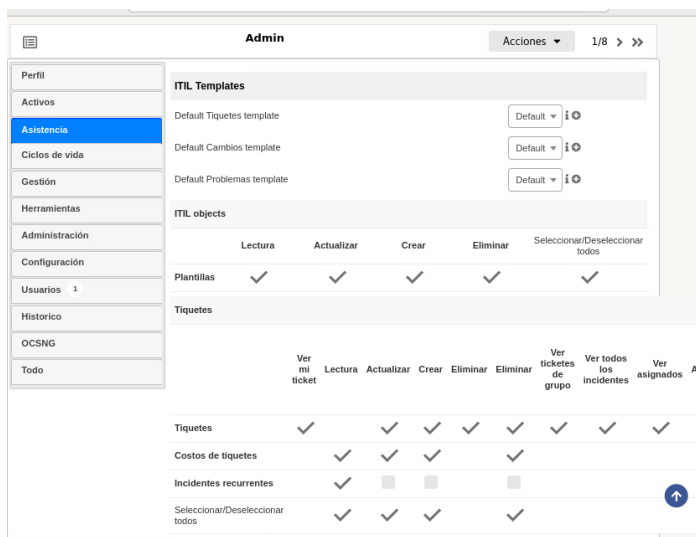 Admin
Acciones
1/8
Perfil
Activos
Asistencia
Ciclos de vida
Gestión
Herramientas
Administración
Configuración
Usuarios 1
Historico
OCSNG
Todo
ITIL Templates
Default Tiquetes template Default
Default Cambios template Default
Default Problemas template Default
ITIL objects
Lectura Actualizar Crear Eliminar Seleccionar/Deseleccionar
todos
Plantillas
Tiquetes
Ver
mi
ticket
Lectura Actualizar Crear Eliminar Eliminar
Ver
ticketes
de
grupo
Ver todos
los
incidentes
Ver
asignados
A
Tiquetes
Costos de tiquetes
Incidentes recurrentes
Seleccionar/Deseleccionar
todos